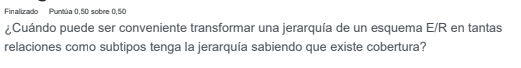 Finalizado Puntúa 0,50 sobre 0,50
¿Cuándo puede ser conveniente transformar una jerarquía de un esquema E/R en tantas
relaciones como subtipos tenga la jerarquía sabiendo que existe cobertura?